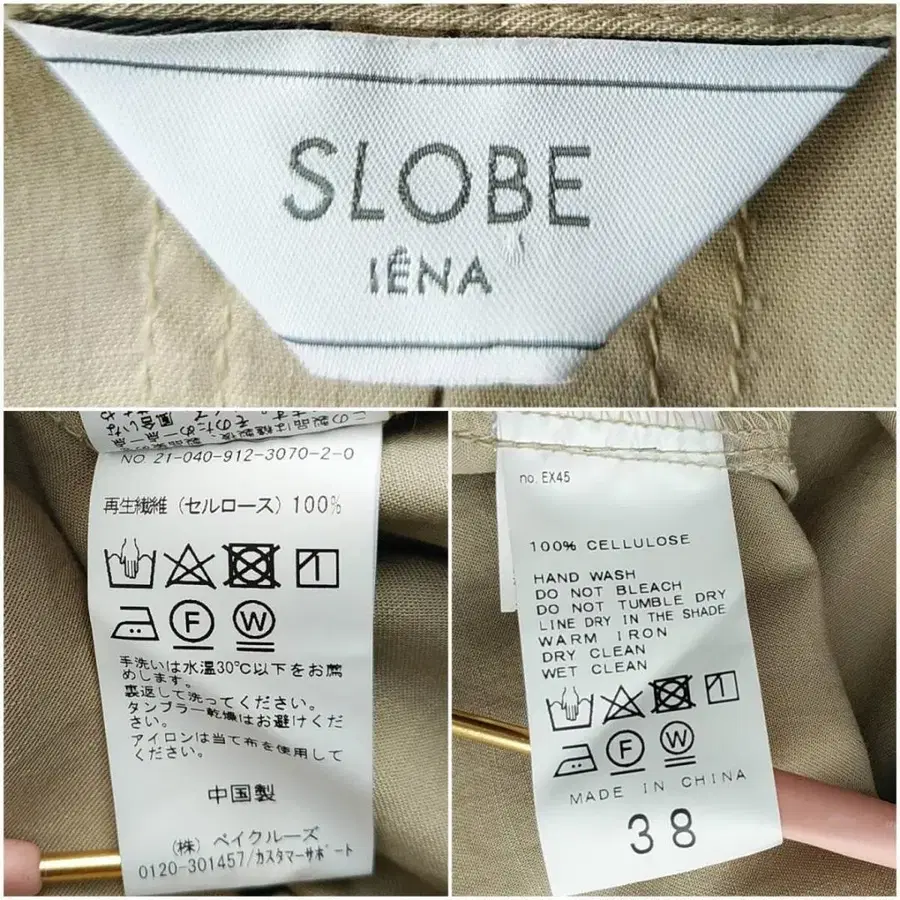 SLOBE
IÉNA
NO 21-040-912-3070-2-0
再生繊維 (セルロース) 100%
手洗いは水温30℃以下をお薦
めします。
裏返して洗ってください。
タンブラー乾燥はお避けくだ
さい。
アイロンは当て布を使用して
ください。
中国製
(株) ベイクルーズ
0120-301457/カスタマーサポート
no. EX45
100% CELLULOSE
HAND WASH
DO NOT BLEACH
DO NOT TUMBLE DRY
LINE DRY IN THE SHADE
WARM IRON
DRY CLEAN
WET CLEAN
F
W
F
W
MADE IN CHINA
38